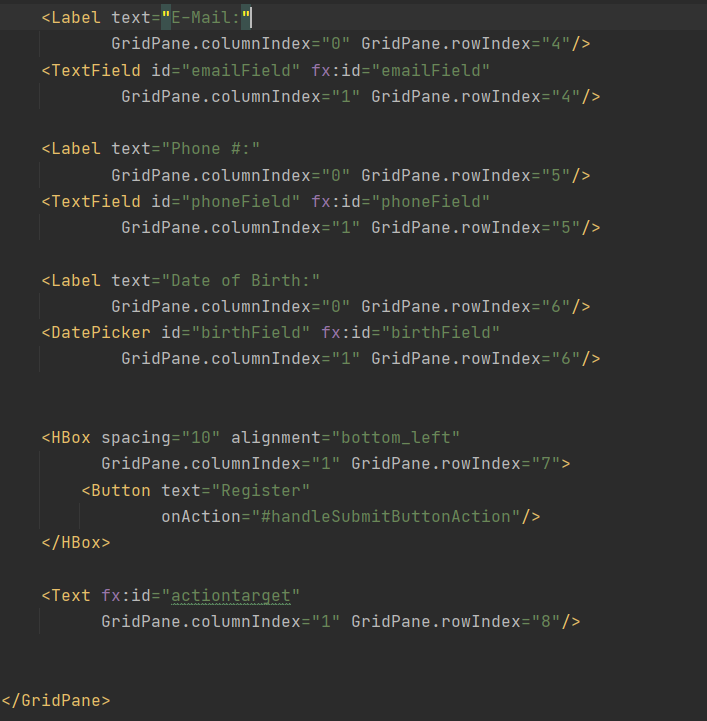 <Label text="E-Mail:"
GridPane.columnIndex="0" GridPane.rowIndex="4"/>
<TextField id="emailField" fx:id="emailField"
GridPane.columnIndex="1" GridPane.rowIndex="4"/>
<Label text="Phone #:"
GridPane.columnIndex="0" GridPane.rowIndex="5"/>
<TextField id="phoneField" fx:id="phoneField"
GridPane.columnIndex="1" GridPane.rowIndex="5"/>
<Label text="Date of Birth:"
GridPane.columnIndex="0" GridPane.rowIndex="6"/>
<DatePicker id="birthField" fx:id="birthField"
GridPane.columnIndex="1" GridPane.rowIndex="6"/>
<HBox spacing="10" alignment="bottom_left"
GridPane.columnIndex="1" GridPane.rowIndex="7">
<Button text="Register"
onAction="#handleSubmitButtonAction"/>
</HBox>
<Text fx:id="actiontarget"
GridPane.columnIndex="1" GridPane.rowIndex="8"/>
</GridPane>